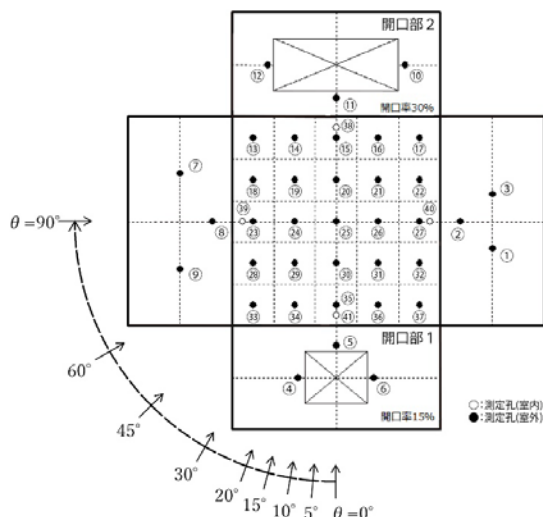 開口部2
⑫ ⑩
⑪
開口率30%
㊳
⑬ ⑭ ⑮ ⑯ ⑰
⑦
⑱ ⑲ ⑳ ㉑ ㉒
③
θ=90°
⑧ ㊴ ㊵ ②
㉓ ㉔ ㉕ ㉖ ㉗
①
⑨
㉘ ㉙ ㉚ ㉛ ㉜
㉟
㉝ ㉞ ㊶ ㊱ ㊲
開口部1
⑤
④ ⑥
開口率15%
○:測定孔(室内)
●:測定孔(室外)
60°
45°
30°
20°
15°
10° 5° θ=0°